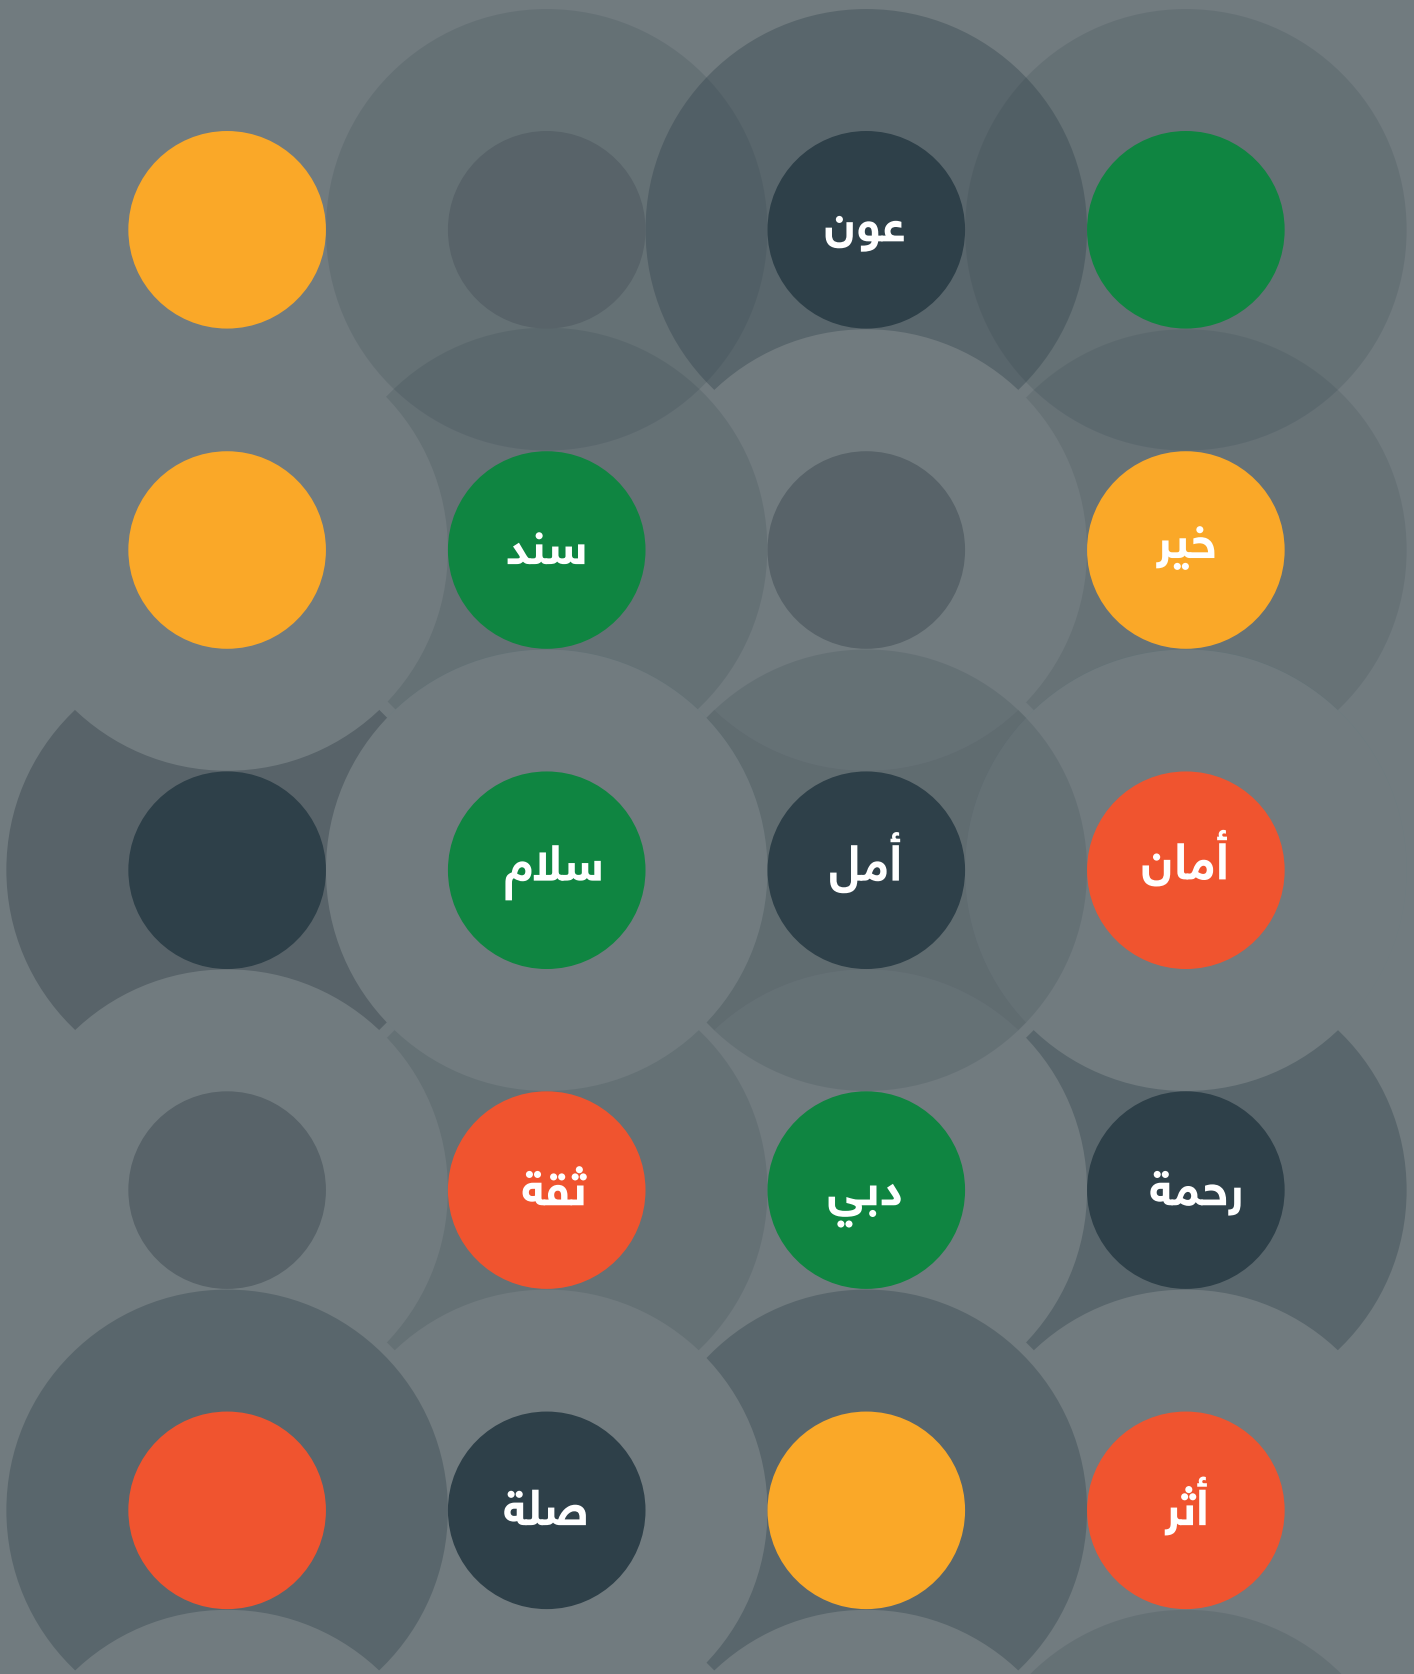 عون
خير
سند
أمان
أمل
سلام
رحمة
دبي
ثقة
أثر
صلة